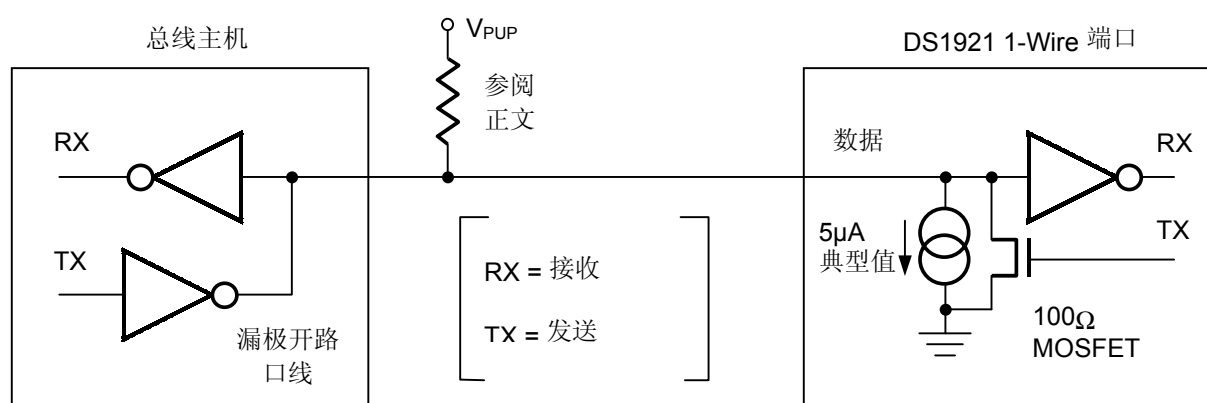 总线主机
V_PUP
DS1921 1-Wire 端口
参阅
正文
RX
数据
RX
TX
5µA
典型值
TX
RX = 接收
TX = 发送
漏极开路
口线
100Ω
MOSFET